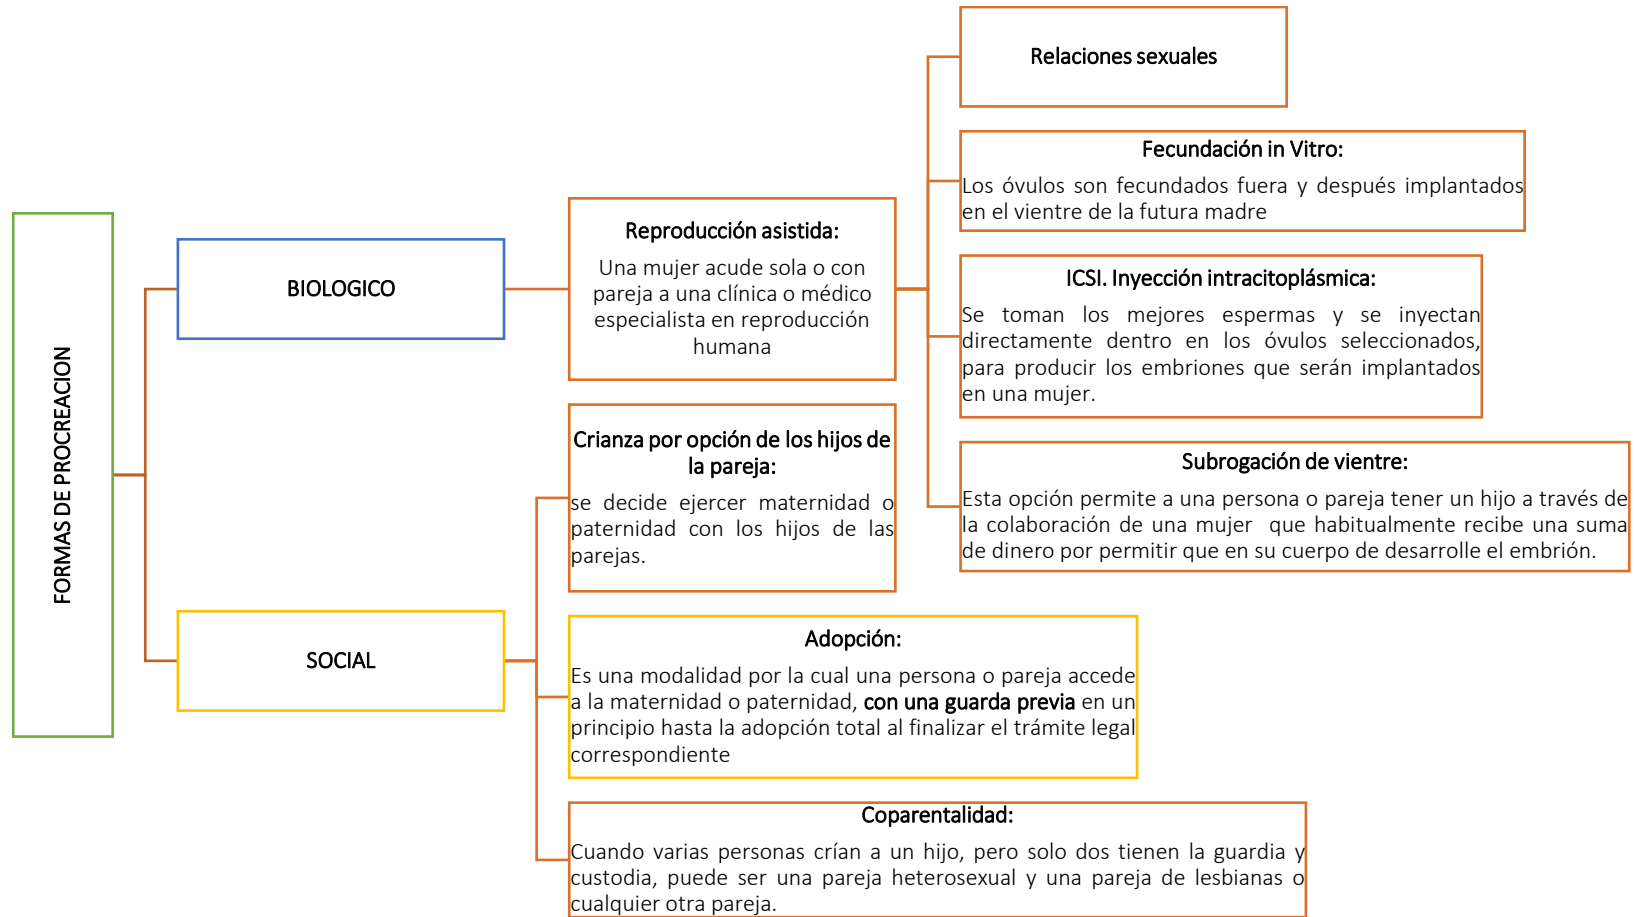 FORMAS DE PROCREACION
BIOLOGICO
Reproducción asistida:
Una mujer acude sola o con
pareja a una clínica o médico
especialista en reproducción
humana
Relaciones sexuales
Fecundación in Vitro:
Los óvulos son fecundados fuera y después implantados
en el vientre de la futura madre
ICSI. Inyección intracitoplásmica:
Se toman los mejores espermas y se inyectan
directamente dentro en los óvulos seleccionados,
para producir los embriones que serán implantados
en una mujer.
Subrogación de vientre:
Esta opción permite a una persona o pareja tener un hijo a través de
la colaboración de una mujer que habitualmente recibe una suma
de dinero por permitir que en su cuerpo de desarrolle el embrión.
SOCIAL
Crianza por opción de los hijos de
la pareja:
se decide ejercer maternidad o
paternidad con los hijos de las
parejas.
Adopción:
Es una modalidad por la cual una persona o pareja accede
a la maternidad o paternidad, con una guarda previa en un
principio hasta la adopción total al finalizar el trámite legal
correspondiente
Coparentalidad:
Cuando varias personas crían a un hijo, pero solo dos tienen la guardia y
custodia, puede ser una pareja heterosexual y una pareja de lesbianas o
cualquier otra pareja.